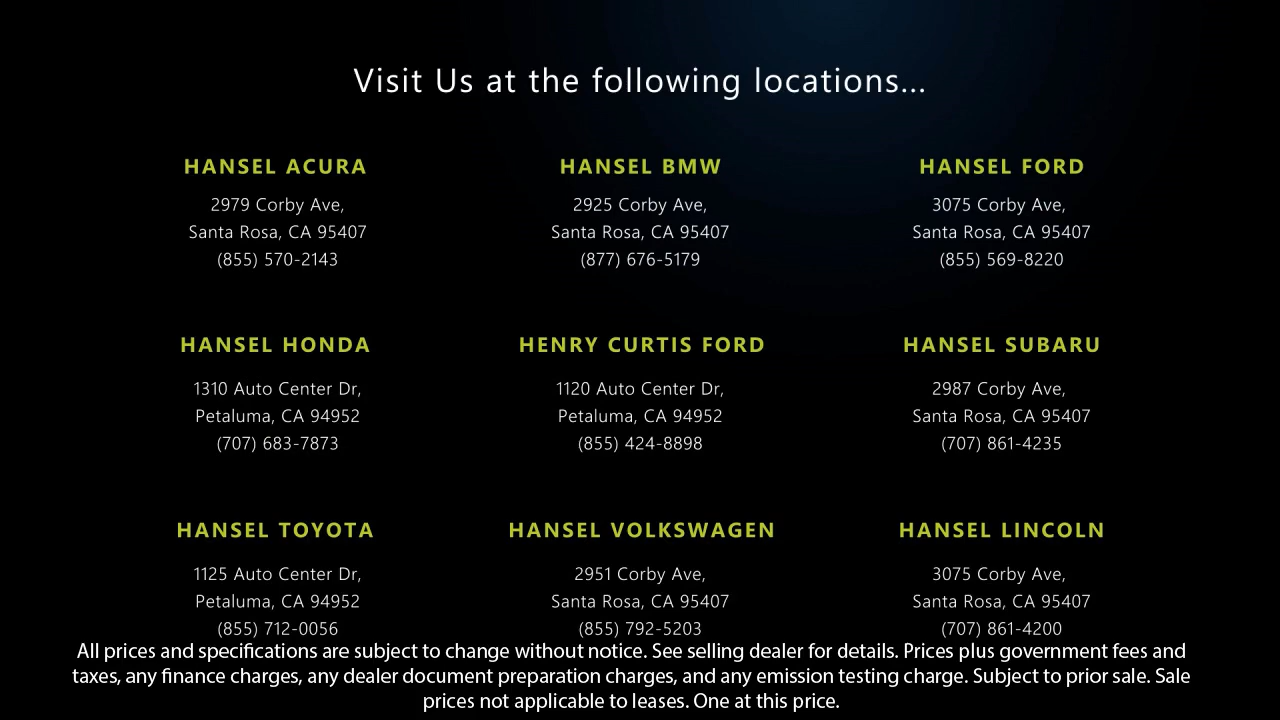 Visit Us at the following locations...
HANSEL ACURA
2979 Corby Ave,
Santa Rosa, CA 95407
(855) 570-2143
HANSEL BMW
2925 Corby Ave,
Santa Rosa, CA 95407
(877) 676-5179
HANSEL FORD
3075 Corby Ave,
Santa Rosa, CA 95407
(855) 569-8220
HANSEL HONDA
1310 Auto Center Dr,
Petaluma, CA 94952
(707) 683-7873
HENRY CURTIS FORD
1120 Auto Center Dr,
Petaluma, CA 94952
(855) 424-8898
HANSEL SUBARU
2987 Corby Ave,
Santa Rosa, CA 95407
(707) 861-4235
HANSEL TOYOTA
1125 Auto Center Dr,
Petaluma, CA 94952
(855) 712-0056
HANSEL VOLKSWAGEN
2951 Corby Ave,
Santa Rosa, CA 95407
(855) 792-5203
HANSEL LINCOLN
3075 Corby Ave,
Santa Rosa, CA 95407
(707) 861-4200
All prices and specifications are subject to change without notice. See selling dealer for details. Prices plus government fees and
taxes, any finance charges, any dealer document preparation charges, and any emission testing charge. Subject to prior sale. Sale
prices not applicable to leases. One at this price.